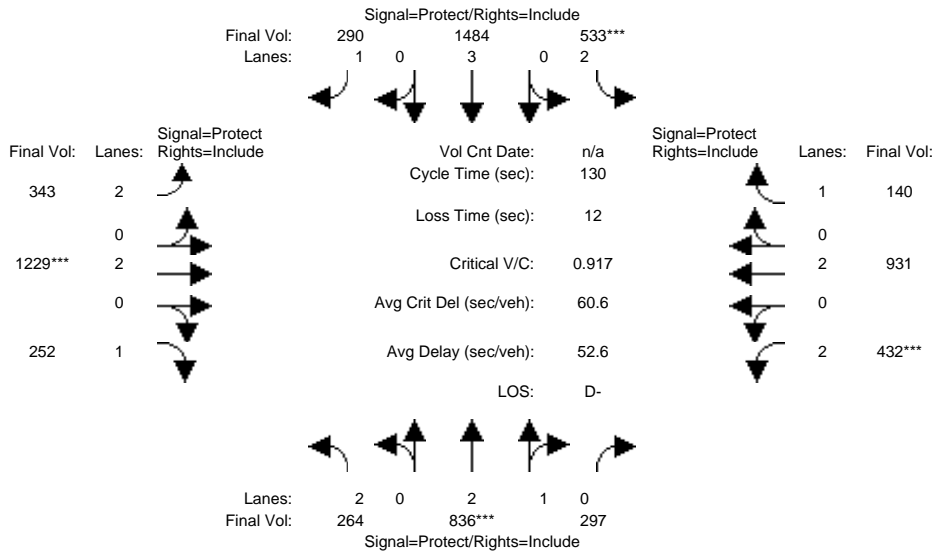 Signal=Protect/Rights=Include
Final Vol: 290 1484 533***
Lanes: 1 0 3 0 2
Signal=Protect
Final Vol: Lanes: Rights=Include
Vol Cnt Date: n/a
Signal=Protect
Rights=Include Lanes: Final Vol:
Cycle Time (sec): 130
343 2
1 140
Loss Time (sec): 12
0
0
1229*** 2
Critical V/C: 0.917
2 931
0
Avg Crit Del (sec/veh): 60.6
0
252 1
Avg Delay (sec/veh): 52.6
2 432***
LOS: D-
Lanes: 2 0 2 1 0
Final Vol: 264 836*** 297
Signal=Protect/Rights=Include